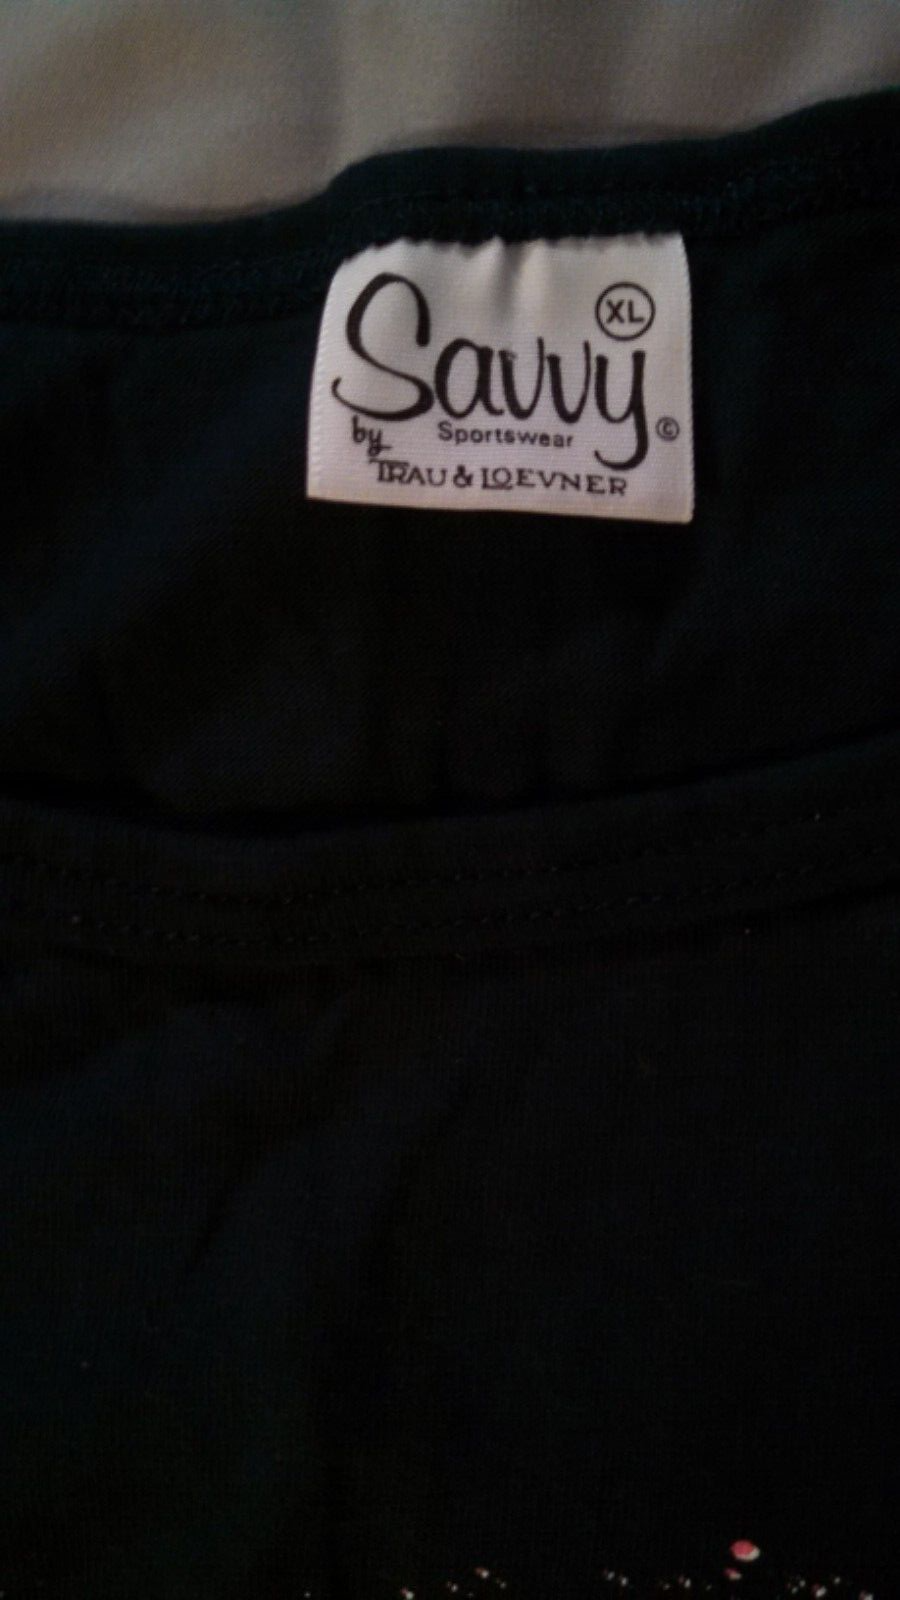 XL
Savvy ©
by Sportswear
TRAU & LOEVNER